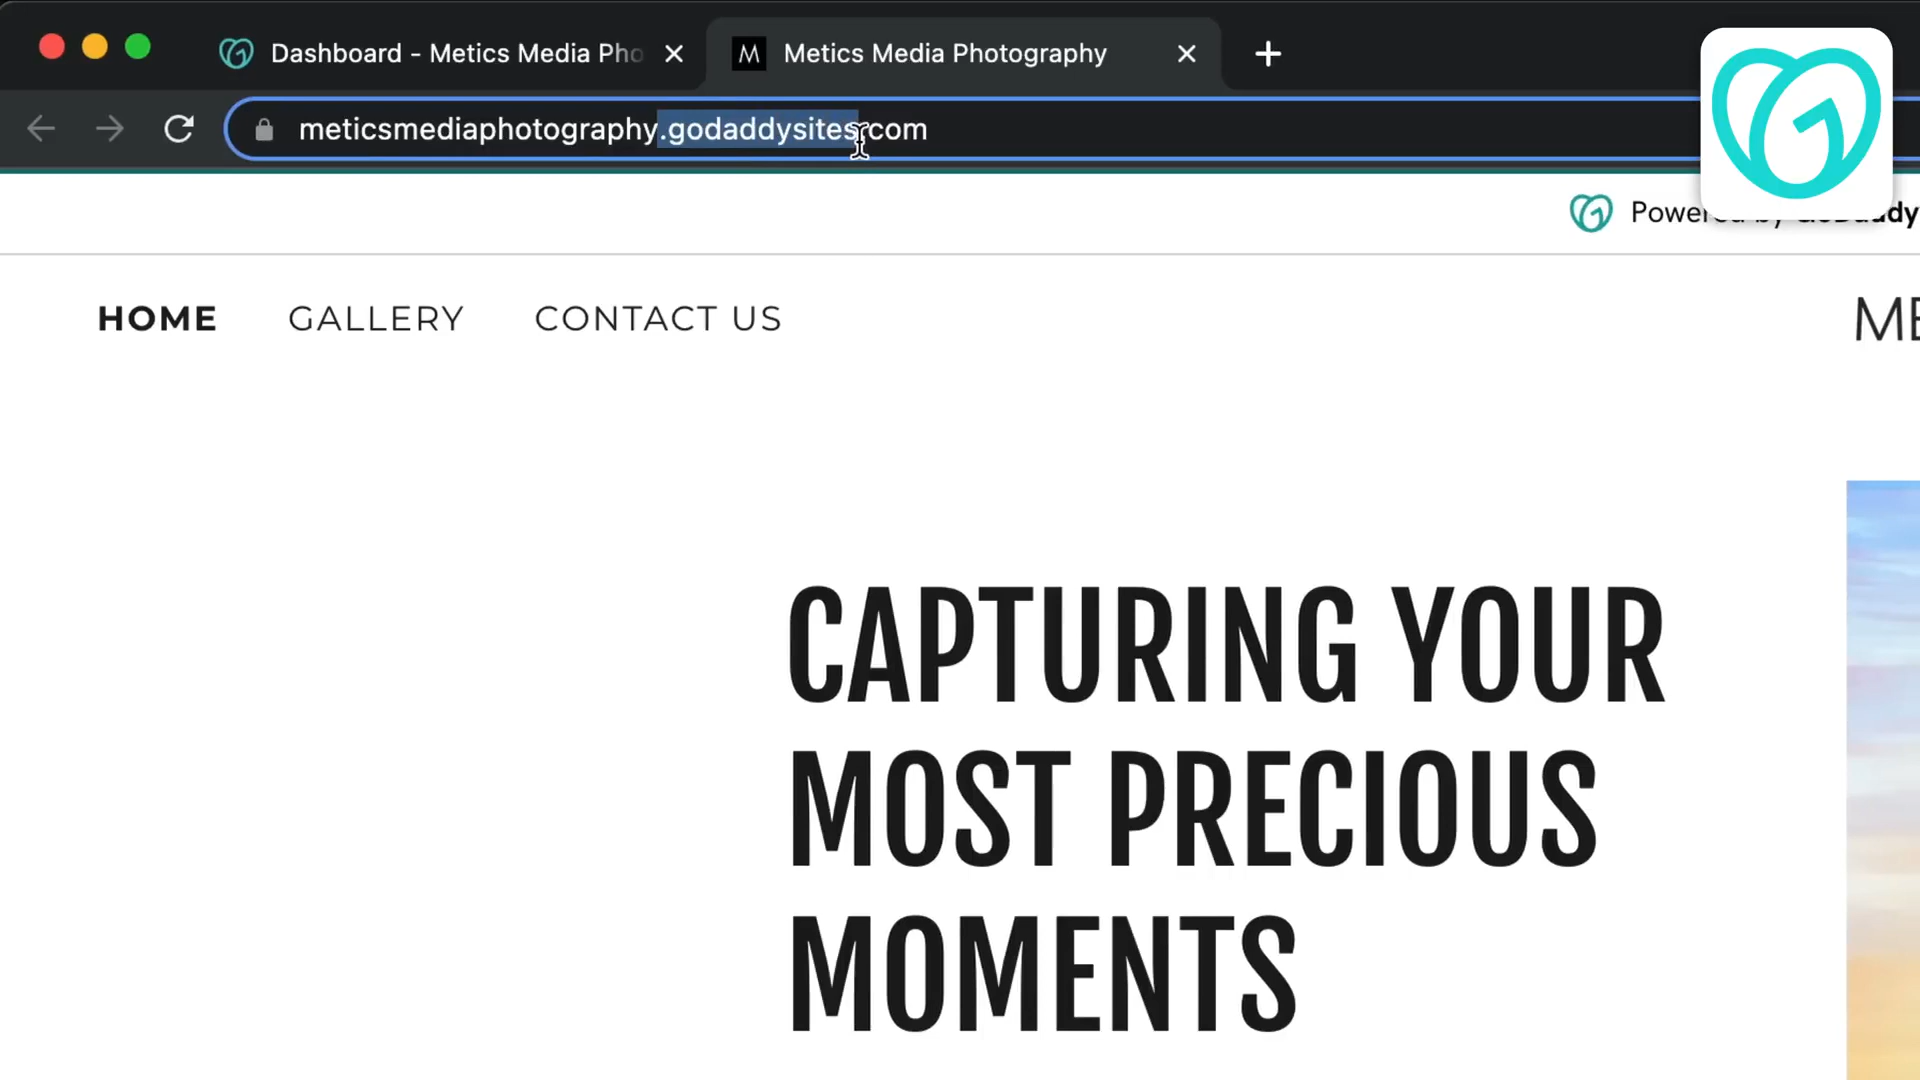 Dashboard - Metics Media Pho
M Metics Media Photography
meticsmediaphotography.godaddysites.com
Powered by GoDaddy
HOME GALLERY CONTACT US
ME
CAPTURING YOUR
MOST PRECIOUS
MOMENTS